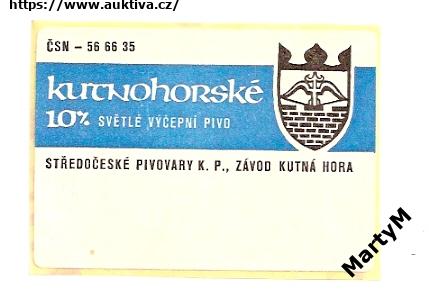 https://www.auktiva.cz/
ČSN – 56 66 35
kutnohorské
10% SVĚTLÉ VÝČEPNÍ PIVO
STŘEDOČESKÉ PIVOVARY K. P., ZÁVOD KUTNÁ HORA
MartyM